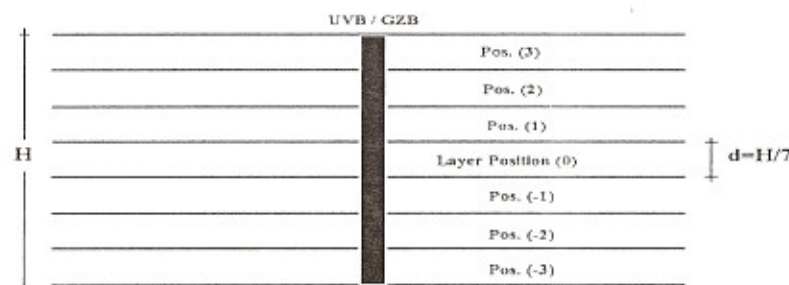 UVB / GZB
Pos. (3)
Pos. (2)
Pos. (1)
H
Layer Position (0)
d=H/7
Pos. (-1)
Pos. (-2)
Pos. (-3)